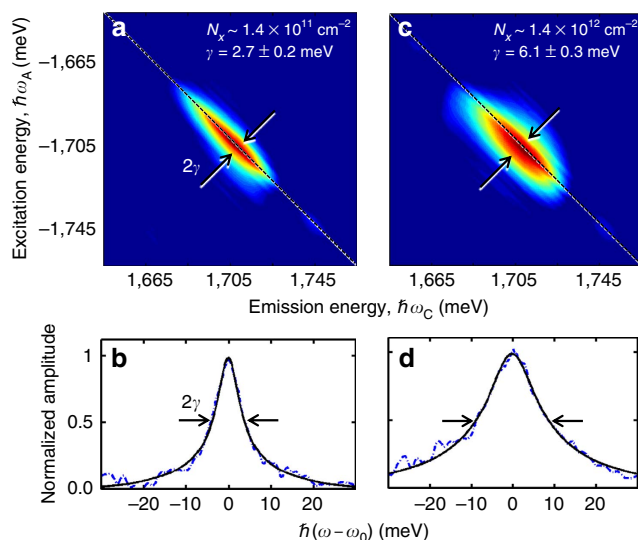 a
N_x ~ 1.4 × 10^11 cm^−2
γ = 2.7 ± 0.2 meV
c
N_x ~ 1.4 × 10^12 cm^−2
γ = 6.1 ± 0.3 meV
Excitation energy, ħω_A (meV)
−1,665
−1,705
−1,745
2γ
1,665 1,705 1,745 1,665 1,705 1,745
Emission energy, ħω_C (meV)
Normalized amplitude
b
d
1
0.5
0.0
2γ
−20 −10 0 10 20 −20 −10 0 10 20
ħ(ω−ω_0) (meV)